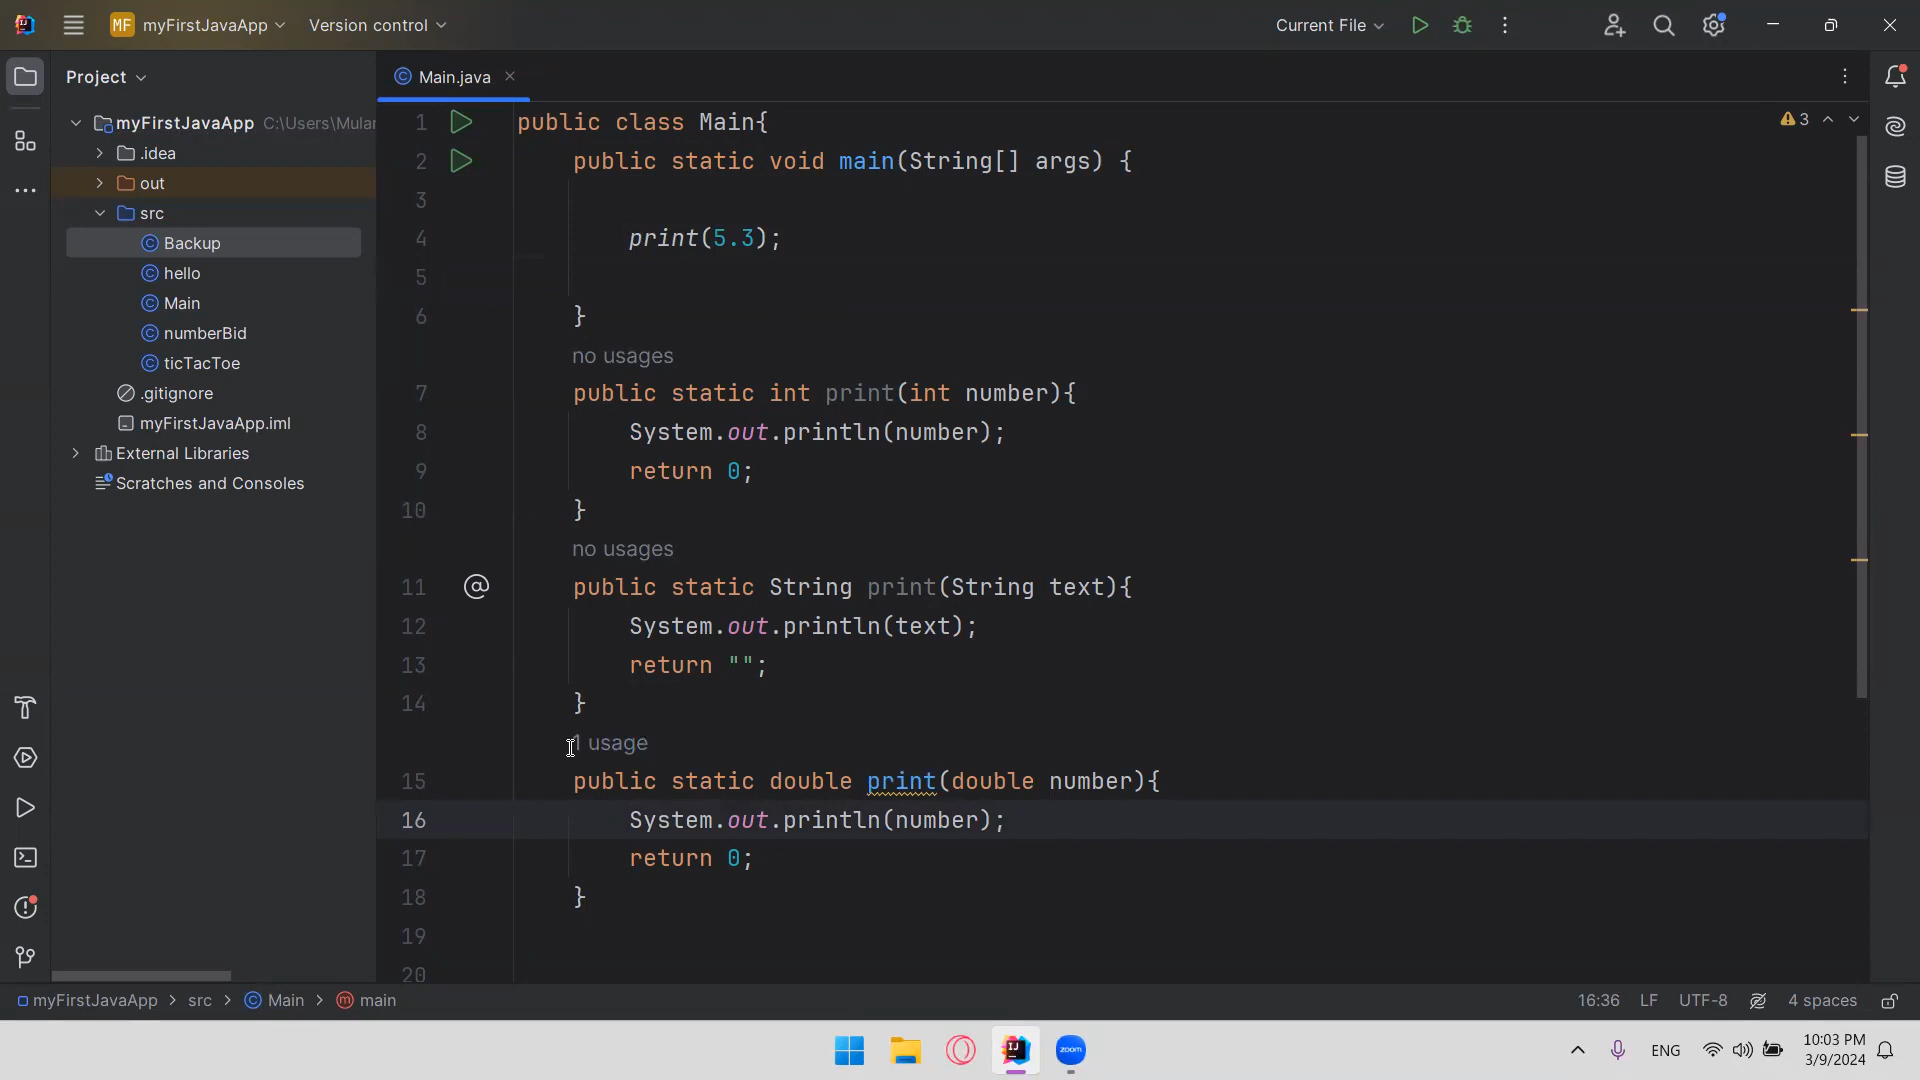 MF myFirstJavaApp Version control Current File
Project Main.java
myFirstJavaApp C:\Users\Mular
.idea
out
src
Backup
hello
Main
numberBid
ticTacToe
.gitignore
myFirstJavaApp.iml
External Libraries
Scratches and Consoles
3
1 public class Main{
2 public static void main(String[] args) {
3
4 print(5.3);
5
6 }
no usages
7 public static int print(int number){
8 System.out.println(number);
9 return 0;
10 }
no usages
11 @ public static String print(String text){
12 System.out.println(text);
13 return "";
14 }
1 usage
15 public static double print(double number){
16 System.out.println(number);
17 return 0;
18 }
19
20
myFirstJavaApp > src > Main > m main 16:36 LF UTF-8 4 spaces
IJ zoom ENG 10:03 PM
3/9/2024